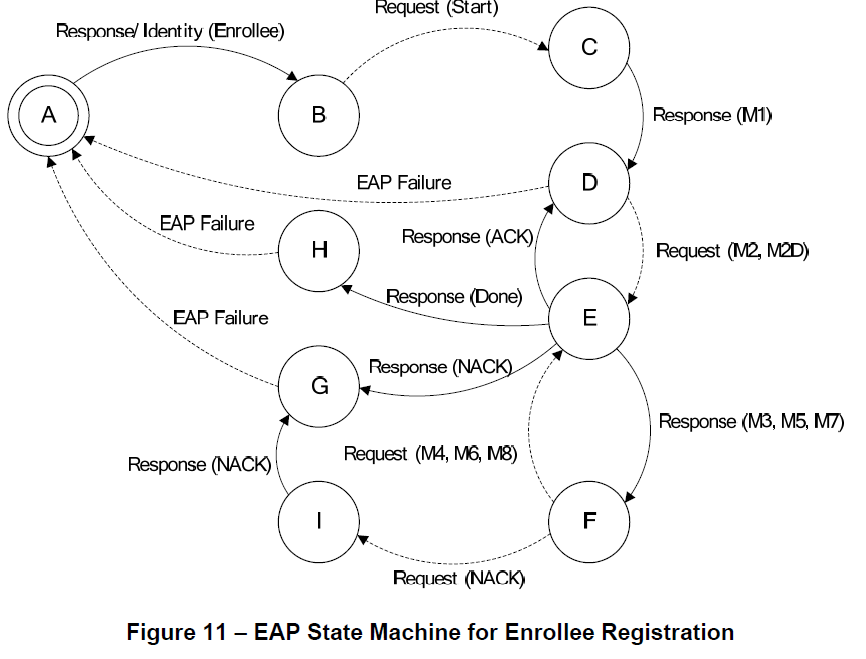 Request (Start)
Response/ Identity (Enrollee)
C
A
B
Response (M1)
D
EAP Failure
EAP Failure
Response (ACK)
H
Request (M2, M2D)
Response (Done)
EAP Failure
E
Response (NACK)
G
Response (M3, M5, M7)
Request (M4, M6, M8)
Response (NACK)
I
F
Request (NACK)
Figure 11 – EAP State Machine for Enrollee Registration